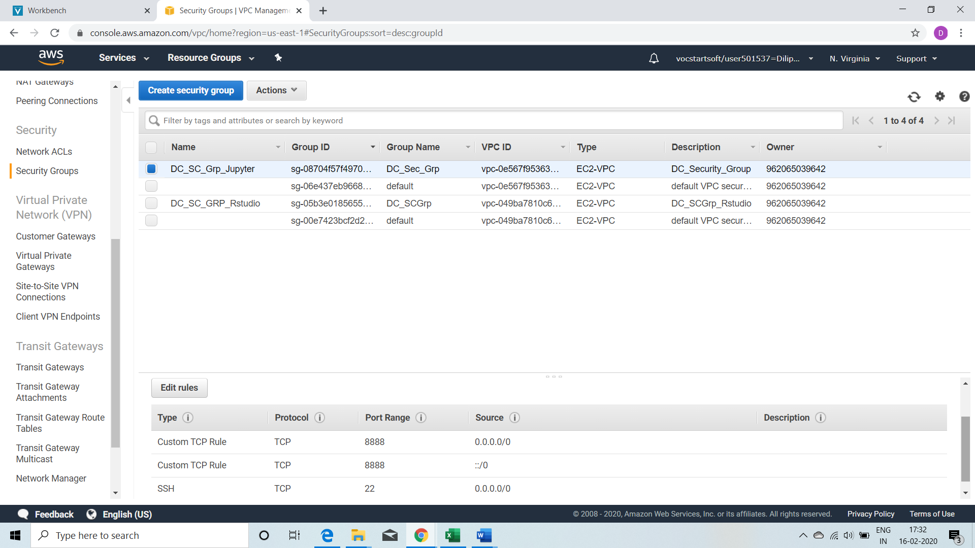 Workbench
Security Groups | VPC Managemen
console.aws.amazon.com/vpc/home?region=us-east-1#SecurityGroups:sort=desc:groupId
D
aws
Services
Resource Groups
vocstartsoft/user501537=Dilip...
N. Virginia
Support
NAT Gateways
Peering Connections
Security
Network ACLs
Security Groups
Virtual Private
Network (VPN)
Customer Gateways
Virtual Private
Gateways
Site-to-Site VPN
Connections
Client VPN Endpoints
Transit Gateways
Transit Gateways
Transit Gateway
Attachments
Transit Gateway Route
Tables
Transit Gateway
Multicast
Network Manager
Create security group
Actions
Filter by tags and attributes or search by keyword
1 to 4 of 4
Name Group ID Group Name VPC ID Type Description Owner
DC_SC_Grp_Jupyter sg-08704f57f4970... DC_Sec_Grp vpc-0e567f95363... EC2-VPC DC_Security_Group 962065039642
sg-06e437eb9668... default vpc-0e567f95363... EC2-VPC default VPC secur... 962065039642
DC_SC_GRP_Rstudio sg-05b3e0185655... DC_SCGrp vpc-049ba7810c6... EC2-VPC DC_SCGrp_Rstudio 962065039642
sg-00e7423bcf2d2... default vpc-049ba7810c6... EC2-VPC default VPC secur... 962065039642
Edit rules
Type Protocol Port Range Source Description
Custom TCP Rule TCP 8888 0.0.0.0/0
Custom TCP Rule TCP 8888 ::/0
SSH TCP 22 0.0.0.0/0
Feedback
English (US)
© 2008 - 2020, Amazon Web Services, Inc. or its affiliates. All rights reserved.
Privacy Policy
Terms of Use
Type here to search
ENG
IN
17:32
16-02-2020
3